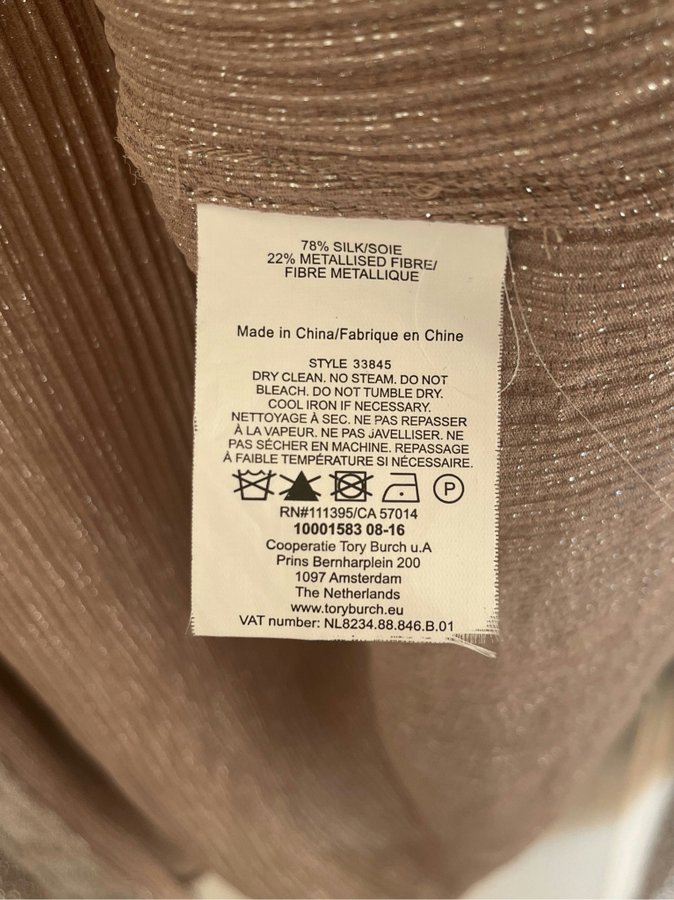 78% SILK/SOIE
22% METALLISED FIBRE/
FIBRE METALLIQUE
Made in China/Fabrique en Chine
STYLE 33845
DRY CLEAN. NO STEAM. DO NOT
BLEACH. DO NOT TUMBLE DRY.
COOL IRON IF NECESSARY.
NETTOYAGE À SEC. NE PAS REPASSER
À LA VAPEUR. NE PAS JAVELLISER. NE
PAS SÉCHER EN MACHINE. REPASSAGE
À FAIBLE TEMPÉRATURE SI NÉCESSAIRE.
P
RN#111395/CA 57014
10001583 08-16
Cooperatie Tory Burch u.A
Prins Bernharplein 200
1097 Amsterdam
The Netherlands
www.toryburch.eu
VAT number: NL8234.88.846.B.01